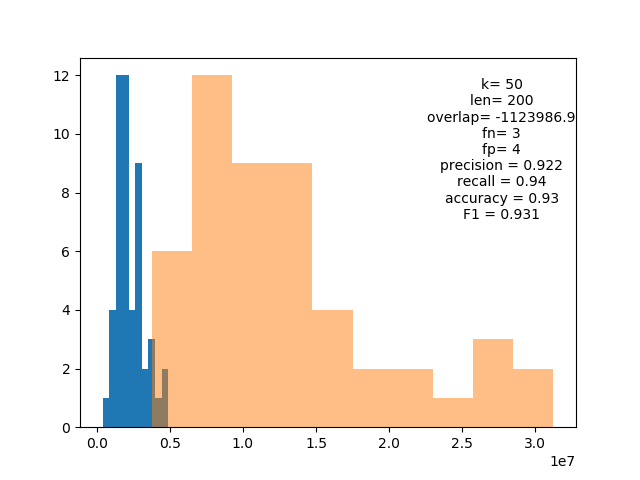 12
10
8
6
4
2
0
k= 50
len= 200
overlap= -1123986.9
fn= 3
fp= 4
precision = 0.922
recall = 0.94
accuracy = 0.93
F1 = 0.931
0.0 0.5 1.0 1.5 2.0 2.5 3.0
1e7